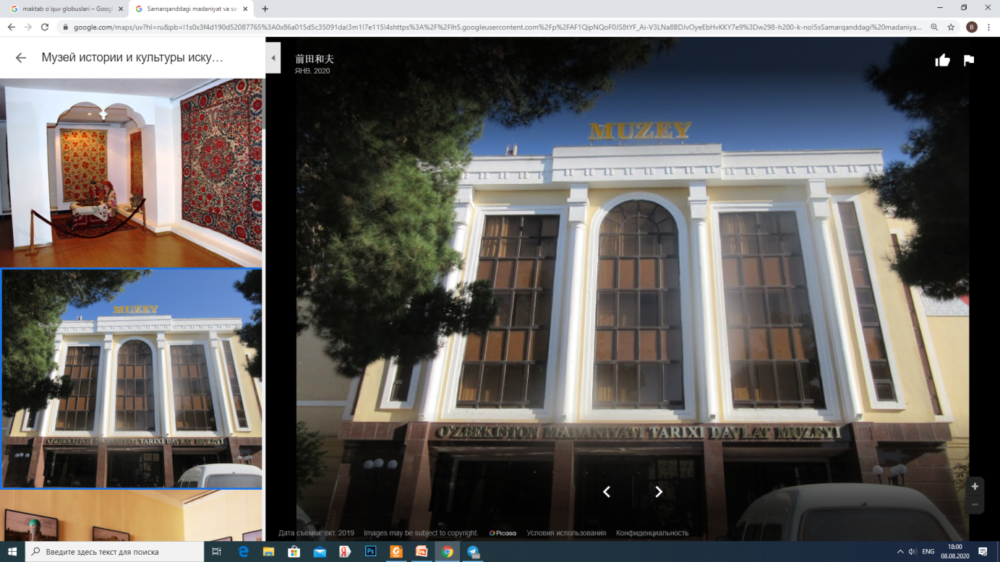 maktab o'quv globuslari – Googl
Samarqanddagi madaniyat va sa
google.com/maps/uv?hl=ru&pb=!1s0x3f4d190d52087765%3A0x86a015d5c35091da!3m1!7e115!4shttps%3A%2F%2Flh5.googleusercontent.com%2Fp%2FAF1QipNQoF0JS8tYF_Ai-V3LNa8BDJvOyeEbHvKKY7e9%3Dw298-h200-k-no!5sSamarqanddagi%20madaniya...
B
Музей истории и культуры иску…
前田和夫
ЯНВ. 2020
MUZEY
O'ZBEKISTON MADANIYATI TARIXI DAVLAT MUZEYI
MUZEY
O'ZBEKISTON MADANIYATI TARIXI DAVLAT MUZEYI
Дата съемки: окт. 2019 Images may be subject to copyright. Picasa Условия использования Конфиденциальность
Введите здесь текст для поиска
Ps
ENG
18:00
08.08.2020